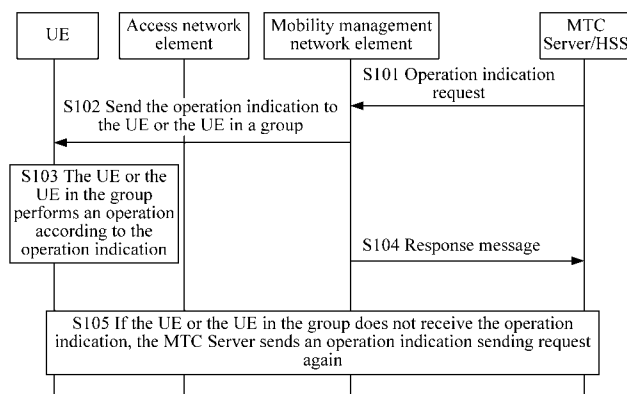 UE
Access network
element
Mobility management
network element
MTC
Server/HSS
S101 Operation indication
request
S102 Send the operation indication to
the UE or the UE in a group
S103 The UE or the
UE in the group
performs an operation
according to the
operation indication
S104 Response message
S105 If the UE or the UE in the group does not receive the operation
indication, the MTC Server sends an operation indication sending request
again